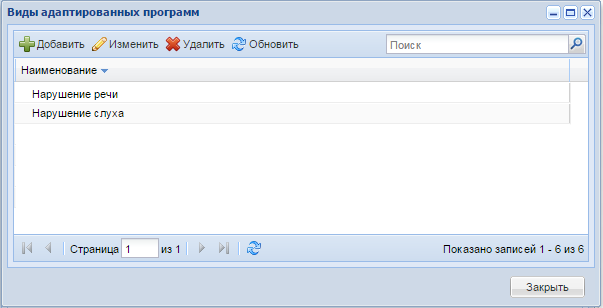 Виды адаптированных программ
Добавить Изменить Удалить Обновить Поиск
Наименование
Нарушение речи
Нарушение слуха
Страница 1 из 1 Показано записей 1 - 6 из 6
Закрыть